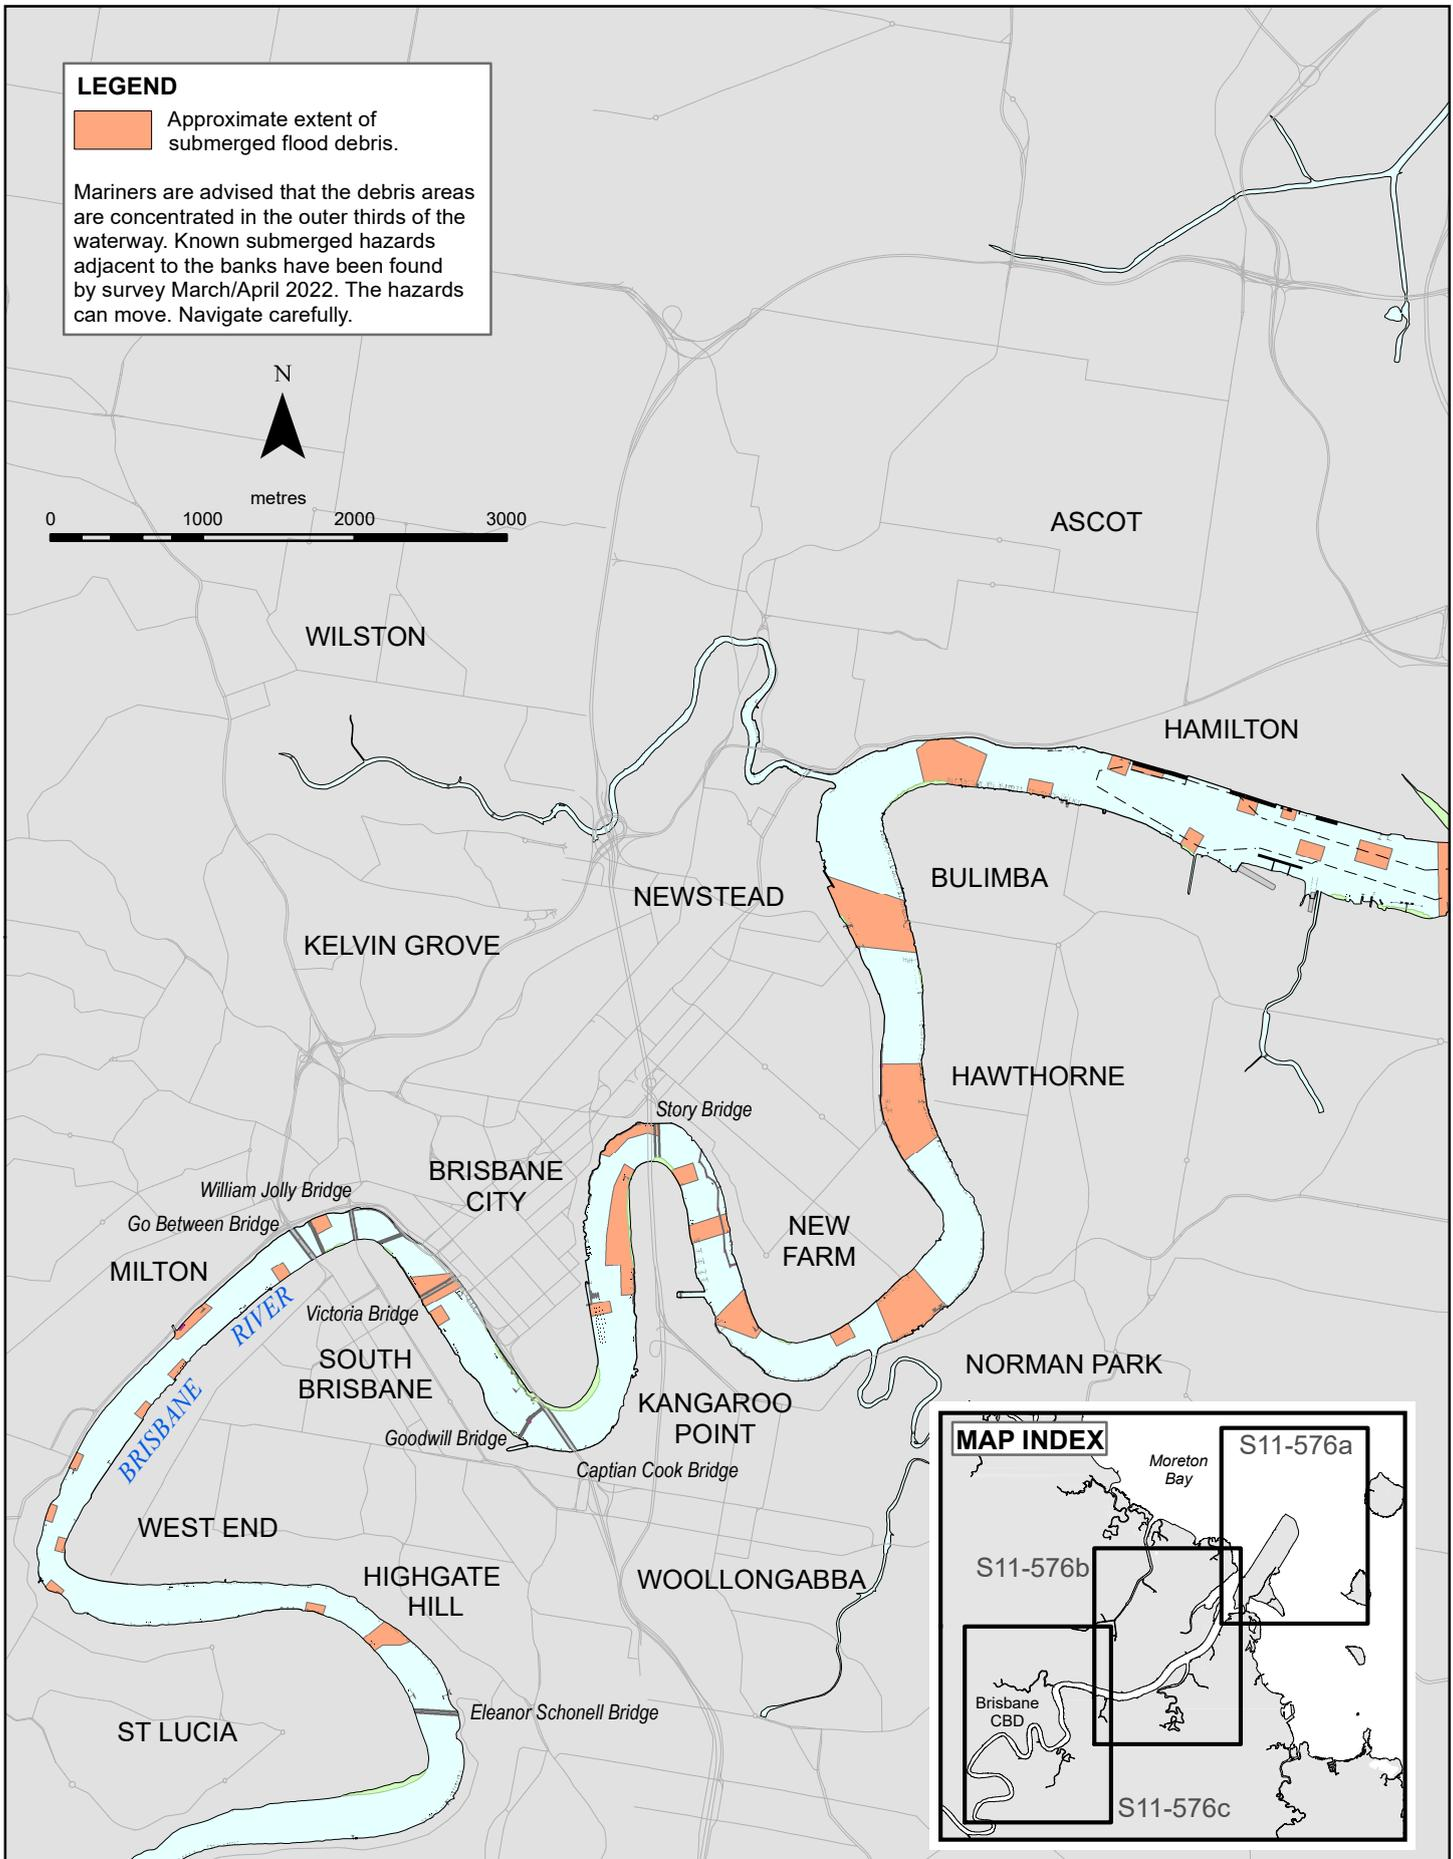 LEGEND
Approximate extent of
submerged flood debris.
Mariners are advised that the debris areas
are concentrated in the outer thirds of the
waterway. Known submerged hazards
adjacent to the banks have been found
by survey March/April 2022. The hazards
can move. Navigate carefully.
N
metres
0 1000 2000 3000
ASCOT
WILSTON
HAMILTON
BULIMBA
NEWSTEAD
KELVIN GROVE
HAWTHORNE
Story Bridge
BRISBANE
CITY
William Jolly Bridge
Go Between Bridge
NEW
FARM
MILTON
RIVER
Victoria Bridge
SOUTH
BRISBANE
NORMAN PARK
BRISBANE
KANGAROO
POINT
Goodwill Bridge
Captian Cook Bridge
WEST END
HIGHGATE
HILL
WOOLLONGABBA
Eleanor Schonell Bridge
ST LUCIA
MAP INDEX
S11-576a
Moreton
Bay
S11-576b
Brisbane
CBD
S11-576c